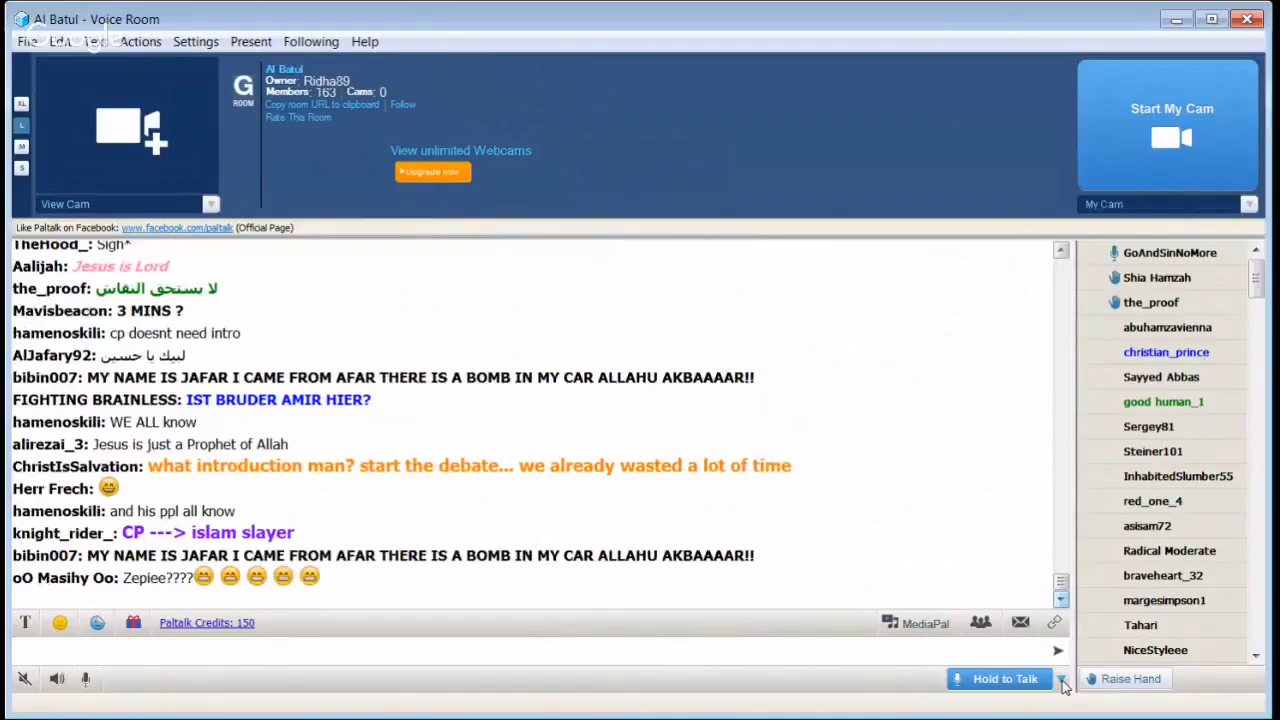 Al Batul - Voice Room
Google
File Edit Text Actions Settings Present Following Help
XL
L
M
S
G
ROOM
Al Batul
Owner: Ridha89
Members: 163 Cams: 0
Copy room URL to clipboard | Follow
Rate This Room
View unlimited Webcams
Upgrade now
Start My Cam
View Cam
My Cam
Like Paltalk on Facebook: www.facebook.com/paltalk (Official Page)
TheHood_: Sigh*
Aalijah: Jesus is Lord
the_proof: لا يستحق النقاش
Mavisbeacon: 3 MINS ?
hamenoskili: cp doesnt need intro
AlJafary92: لبيك يا حسين
bibin007: MY NAME IS JAFAR I CAME FROM AFAR THERE IS A BOMB IN MY CAR ALLAHU AKBAAAAR!!
FIGHTING BRAINLESS: IST BRUDER AMIR HIER?
hamenoskili: WE ALL know
alirezai_3: Jesus is just a Prophet of Allah
ChristIsSalvation: what introduction man? start the debate... we already wasted a lot of time
Herr Frech:
hamenoskili: and his ppl all know
knight_rider_: CP ---> islam slayer
bibin007: MY NAME IS JAFAR I CAME FROM AFAR THERE IS A BOMB IN MY CAR ALLAHU AKBAAAAR!!
oO Masihy Oo: Zepiee????
GoAndSinNoMore
Shia Hamzah
the_proof
abuhamzavienna
christian_prince
Sayyed Abbas
good human_1
Sergey81
Steiner101
InhabitedSlumber55
red_one_4
asisam72
Radical Moderate
braveheart_32
margesimpson1
Tahari
NiceStyleee
T
Paltalk Credits: 150
MediaPal
Hold to Talk
Raise Hand